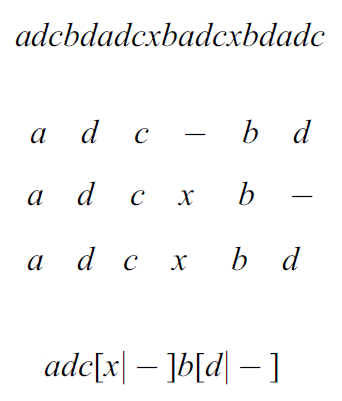 adcbdadcxbadcxbdadc
a d c − b d
a d c x b −
a d c x b d
adc[x| − ]b[d| − ]